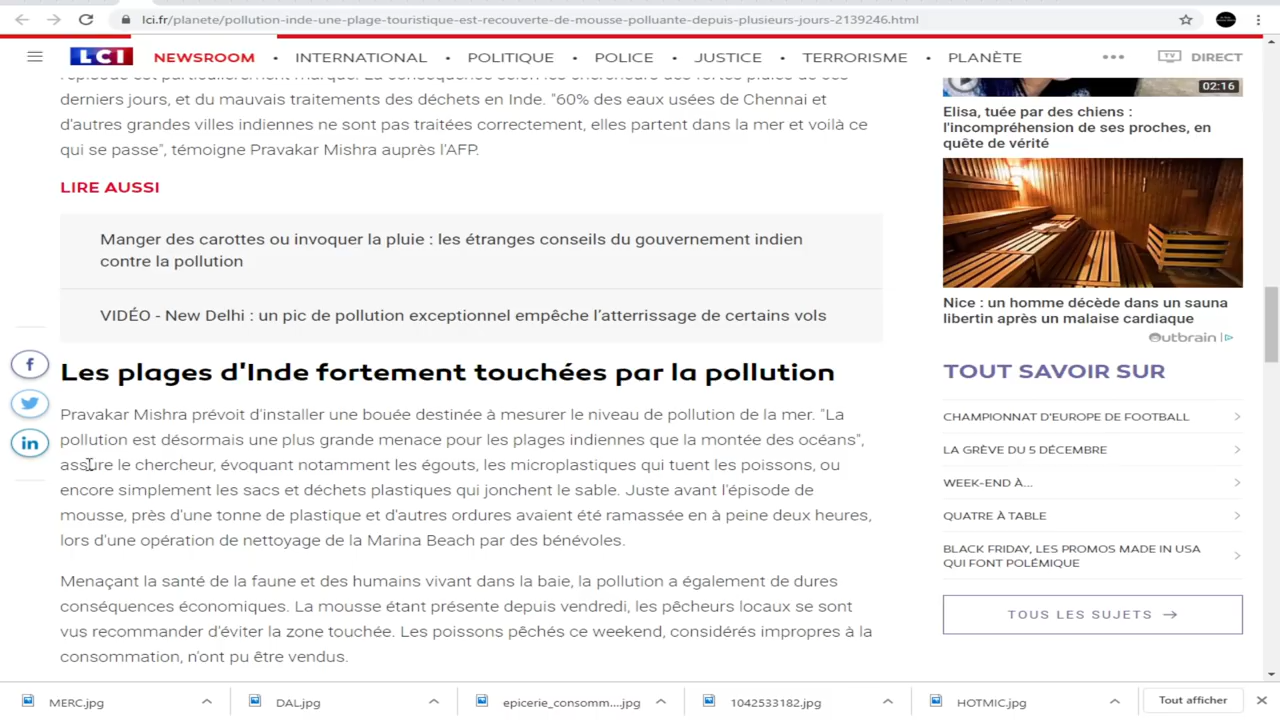 lci.fr/planete/pollution-inde-une-plage-touristique-est-recouverte-de-mousse-polluante-depuis-plusieurs-jours-2139246.html
LCI
NEWSROOM • INTERNATIONAL • POLITIQUE • POLICE • JUSTICE • TERRORISME • PLANÈTE
DIRECT
derniers jours, et du mauvais traitements des déchets en Inde. "60% des eaux usées de Chennai et
d'autres grandes villes indiennes ne sont pas traitées correctement, elles partent dans la mer et voilà ce
qui se passe", témoigne Pravakar Mishra auprès l'AFP.
LIRE AUSSI
Manger des carottes ou invoquer la pluie : les étranges conseils du gouvernement indien
contre la pollution
VIDÉO - New Delhi : un pic de pollution exceptionnel empêche l'atterrissage de certains vols
f
in
Les plages d'Inde fortement touchées par la pollution
Pravakar Mishra prévoit d'installer une bouée destinée à mesurer le niveau de pollution de la mer. "La
pollution est désormais une plus grande menace pour les plages indiennes que la montée des océans",
assure le chercheur, évoquant notamment les égouts, les microplastiques qui tuent les poissons, ou
encore simplement les sacs et déchets plastiques qui jonchent le sable. Juste avant l'épisode de
mousse, près d'une tonne de plastique et d'autres ordures avaient été ramassée en à peine deux heures,
lors d'une opération de nettoyage de la Marina Beach par des bénévoles.
Menaçant la santé de la faune et des humains vivant dans la baie, la pollution a également de dures
conséquences économiques. La mousse étant présente depuis vendredi, les pêcheurs locaux se sont
vus recommander d'éviter la zone touchée. Les poissons pêchés ce weekend, considérés impropres à la
consommation, n'ont pu être vendus.
02:16
Elisa, tuée par des chiens :
l'incompréhension de ses proches, en
quête de vérité
Nice : un homme décède dans un sauna
libertin après un malaise cardiaque
Outbrain
TOUT SAVOIR SUR
CHAMPIONNAT D'EUROPE DE FOOTBALL
LA GRÈVE DU 5 DÉCEMBRE
WEEK-END À...
QUATRE À TABLE
BLACK FRIDAY, LES PROMOS MADE IN USA
QUI FONT POLÉMIQUE
TOUS LES SUJETS →
MERC.jpg
DAL.jpg
epicerie_consomm....jpg
1042533182.jpg
HOTMIC.jpg
Tout afficher